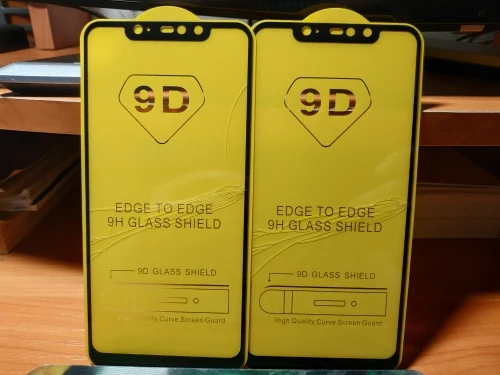 9D
EDGE TO EDGE
9H GLASS SHIELD
9D GLASS SHIELD
High Quality,Curve Screen Guard
9D
EDGE TO EDGE
9H GLASS SHIELD
9D GLASS SHIELD
High Quality,Curve Screen Guard